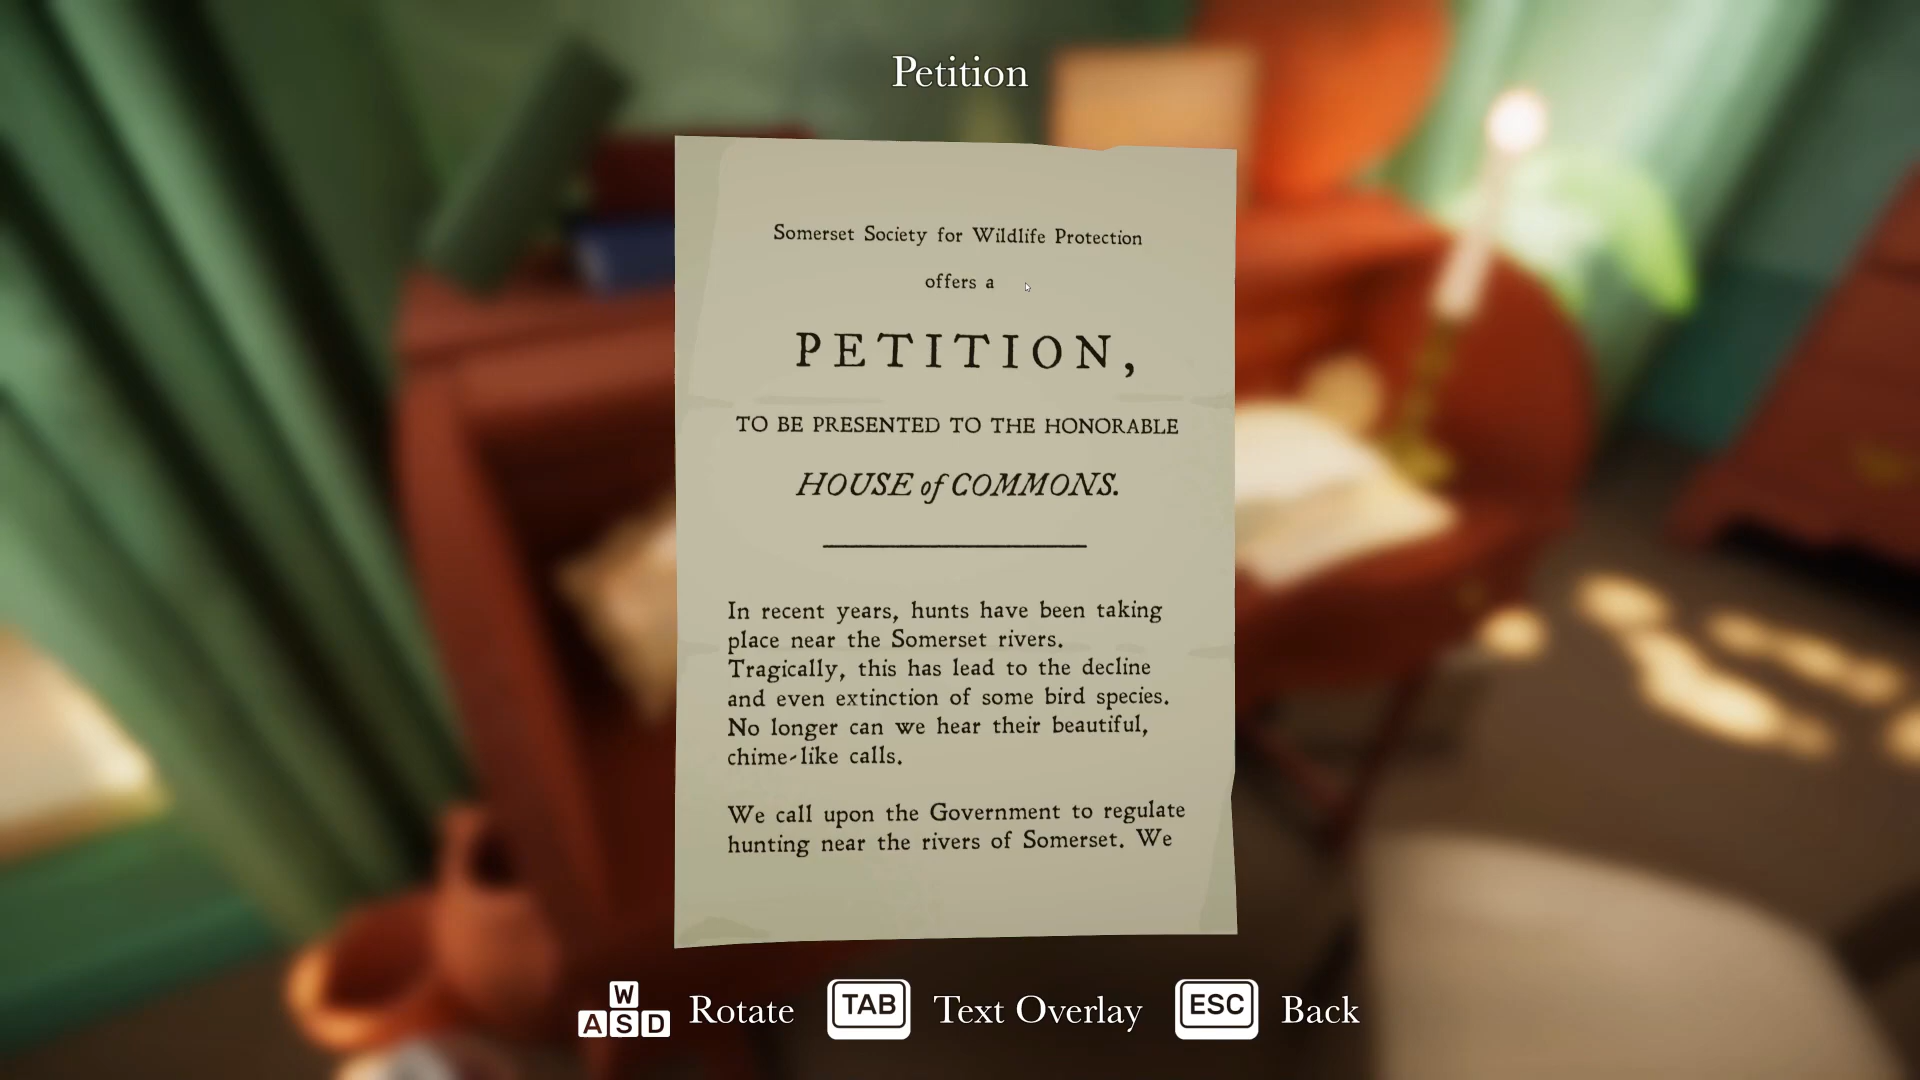 Petition
Somerset Society for Wildlife Protection
offers a
PETITION,
TO BE PRESENTED TO THE HONORABLE
HOUSE of COMMONS.
In recent years, hunts have been taking
place near the Somerset rivers.
Tragically, this has lead to the decline
and even extinction of some bird species.
No longer can we hear their beautiful,
chime-like calls.
We call upon the Government to regulate
hunting near the rivers of Somerset. We
W
A S D Rotate TAB Text Overlay ESC Back